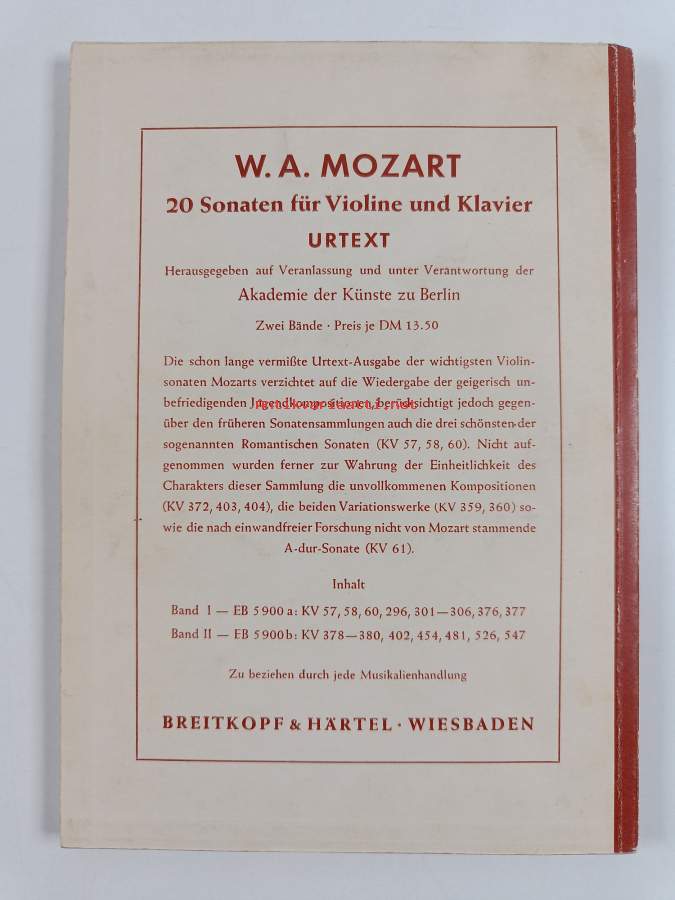 W. A. MOZART
20 Sonaten für Violine und Klavier
URTEXT
Herausgegeben auf Veranlassung und unter Verantwortung der
Akademie der Künste zu Berlin
Zwei Bände · Preis je DM 13.50
Die schon lange vermißte Urtext-Ausgabe der wichtigsten Violin-
sonaten Mozarts verzichtet auf die Wiedergabe der geigerisch un-
befriedigenden Jugendkompositionen, berücksichtigt jedoch gegen-
über den früheren Sonatensammlungen auch die drei schönsten der
sogenannten Romantischen Sonaten (KV 57, 58, 60). Nicht auf-
genommen wurden ferner zur Wahrung der Einheitlichkeit des
Charakters dieser Sammlung die unvollkommenen Kompositionen
(KV 372, 403, 404), die beiden Variationswerke (KV 359, 360) so-
wie die nach einwandfreier Forschung nicht von Mozart stammende
A-dur-Sonate (KV 61).
Inhalt
Band I — EB 5900 a: KV 57, 58, 60, 296, 301—306, 376, 377
Band II — EB 5900 b: KV 378—380, 402, 454, 481, 526, 547
Zu beziehen durch jede Musikalienhandlung
BREITKOPF & HÄRTEL · WIESBADEN